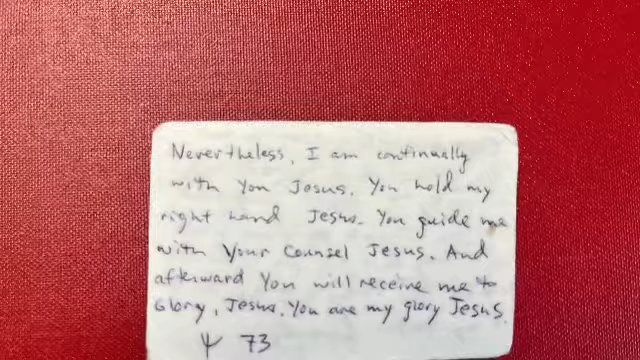 Nevertheless, I am continually
with You Jesus. You hold my
right hand Jesus. You guide me
with Your Counsel Jesus. And
afterward You will receive me to
Glory, Jesus. You are my glory Jesus.
Ψ 73